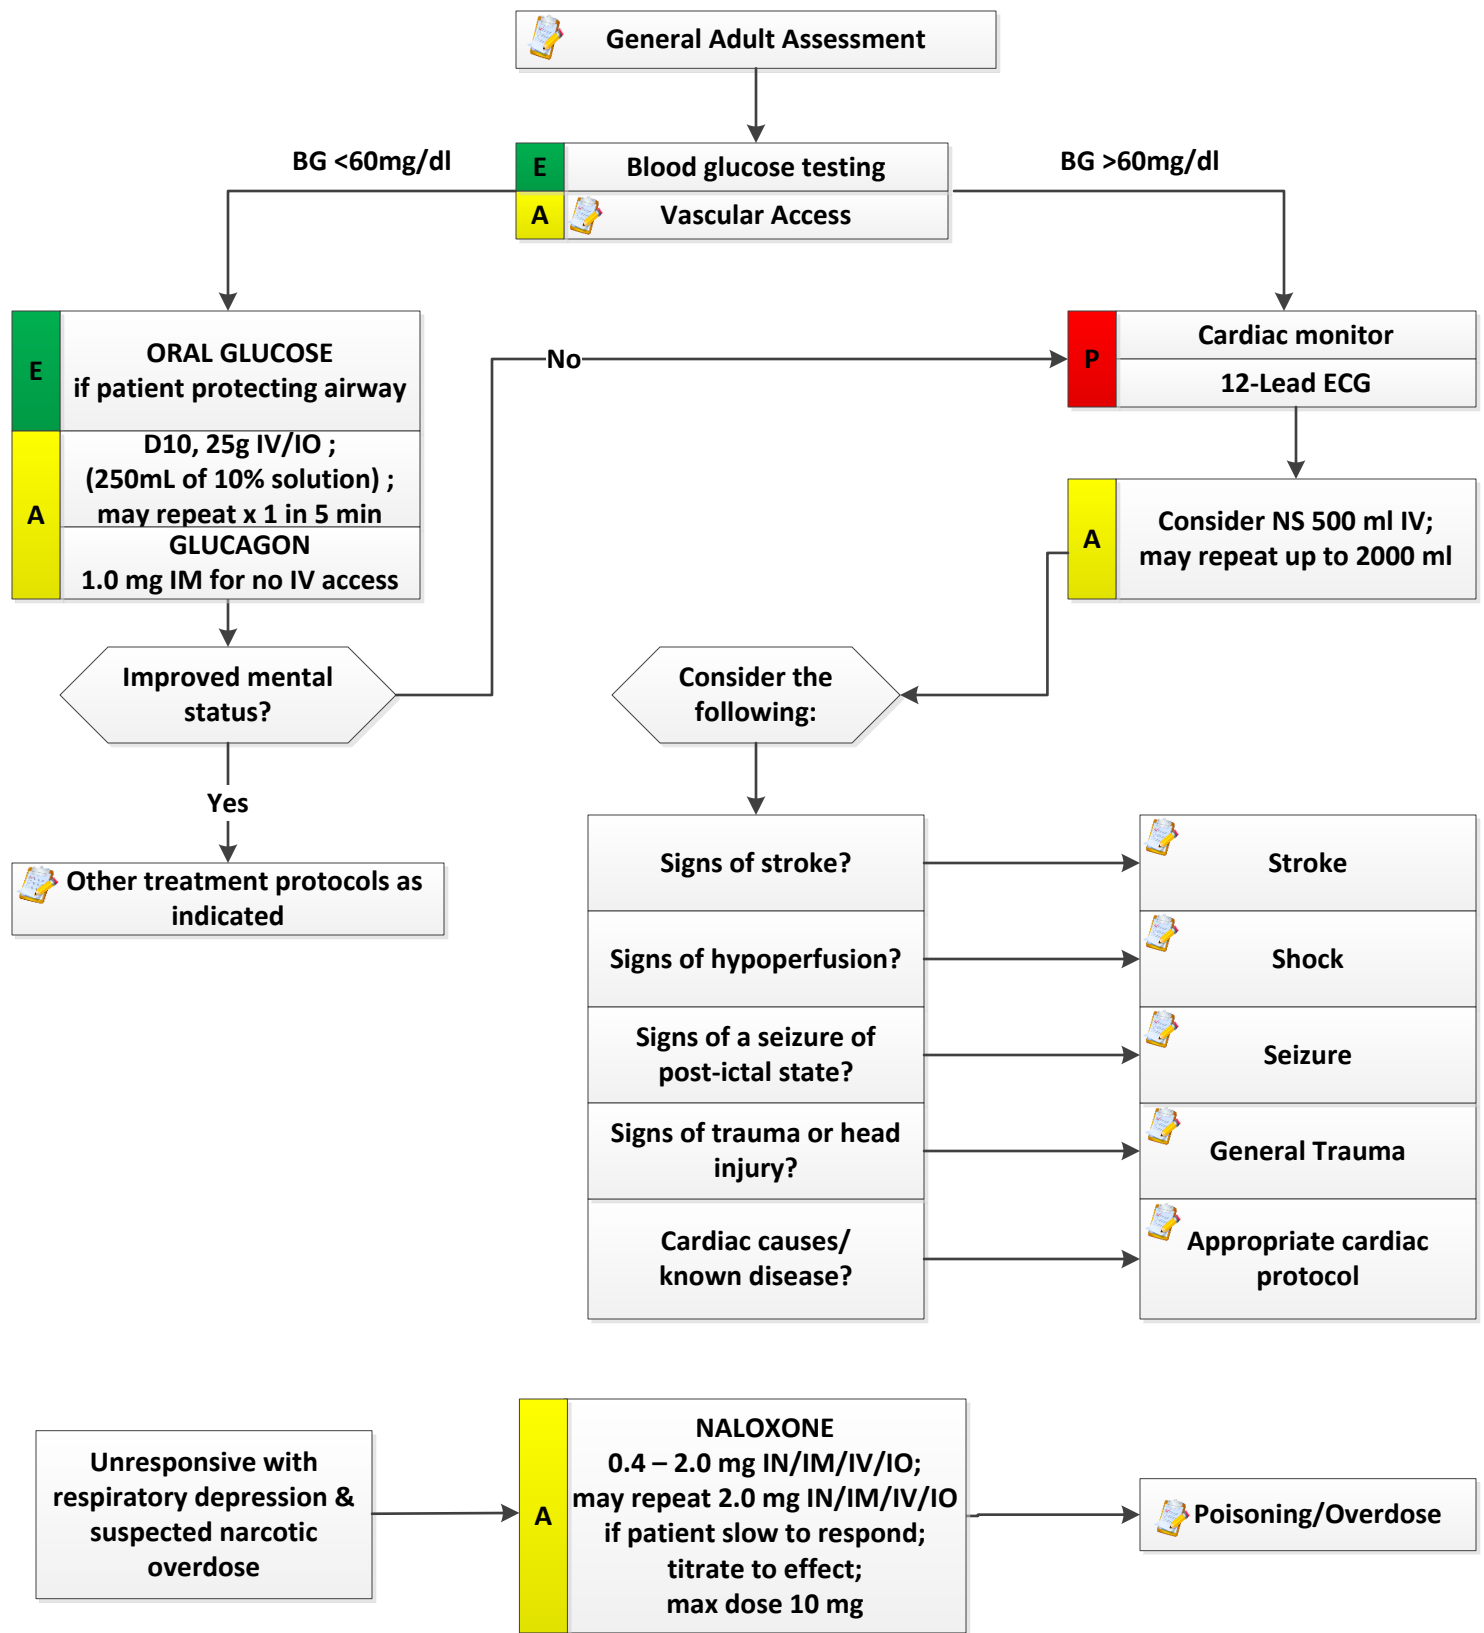 General Adult Assessment
BG <60mg/dl
E
Blood glucose testing
BG >60mg/dl
A
Vascular Access
E
ORAL GLUCOSE
if patient protecting airway
A
D10, 25g IV/IO ;
(250mL of 10% solution) ;
may repeat x 1 in 5 min
GLUCAGON
1.0 mg IM for no IV access
No
P
Cardiac monitor
12-Lead ECG
A
Consider NS 500 ml IV;
may repeat up to 2000 ml
Improved mental
status?
Consider the
following:
Yes
Other treatment protocols as
indicated
Signs of stroke?
Stroke
Signs of hypoperfusion?
Shock
Signs of a seizure of
post-ictal state?
Seizure
Signs of trauma or head
injury?
General Trauma
Cardiac causes/
known disease?
Appropriate cardiac
protocol
Unresponsive with
respiratory depression &
suspected narcotic
overdose
A
NALOXONE
0.4 – 2.0 mg IN/IM/IV/IO;
may repeat 2.0 mg IN/IM/IV/IO
if patient slow to respond;
titrate to effect;
max dose 10 mg
Poisoning/Overdose